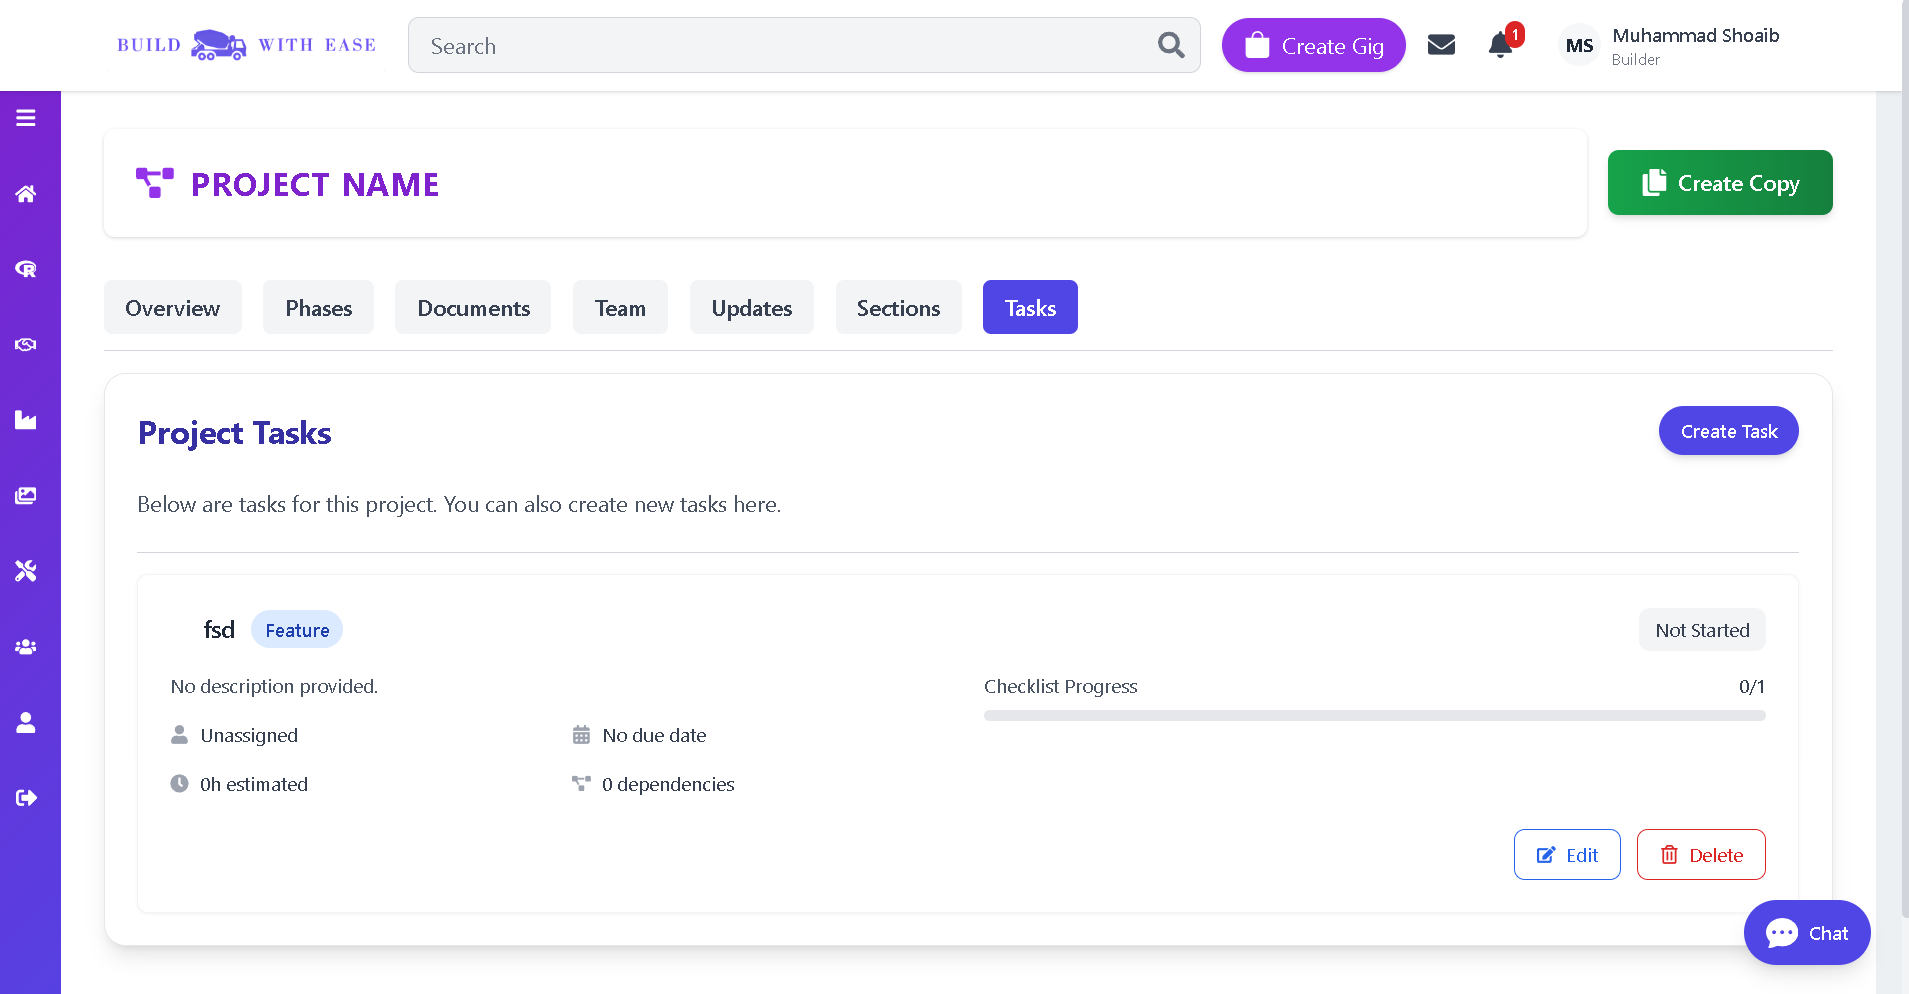 BUILD WITH EASE
Search
Create Gig
1
MS
Muhammad Shoaib
Builder
PROJECT NAME
Create Copy
Overview
Phases
Documents
Team
Updates
Sections
Tasks
Project Tasks
Create Task
Below are tasks for this project. You can also create new tasks here.
fsd
Feature
Not Started
No description provided.
Checklist Progress
0/1
Unassigned
No due date
0h estimated
0 dependencies
Edit
Delete
Chat